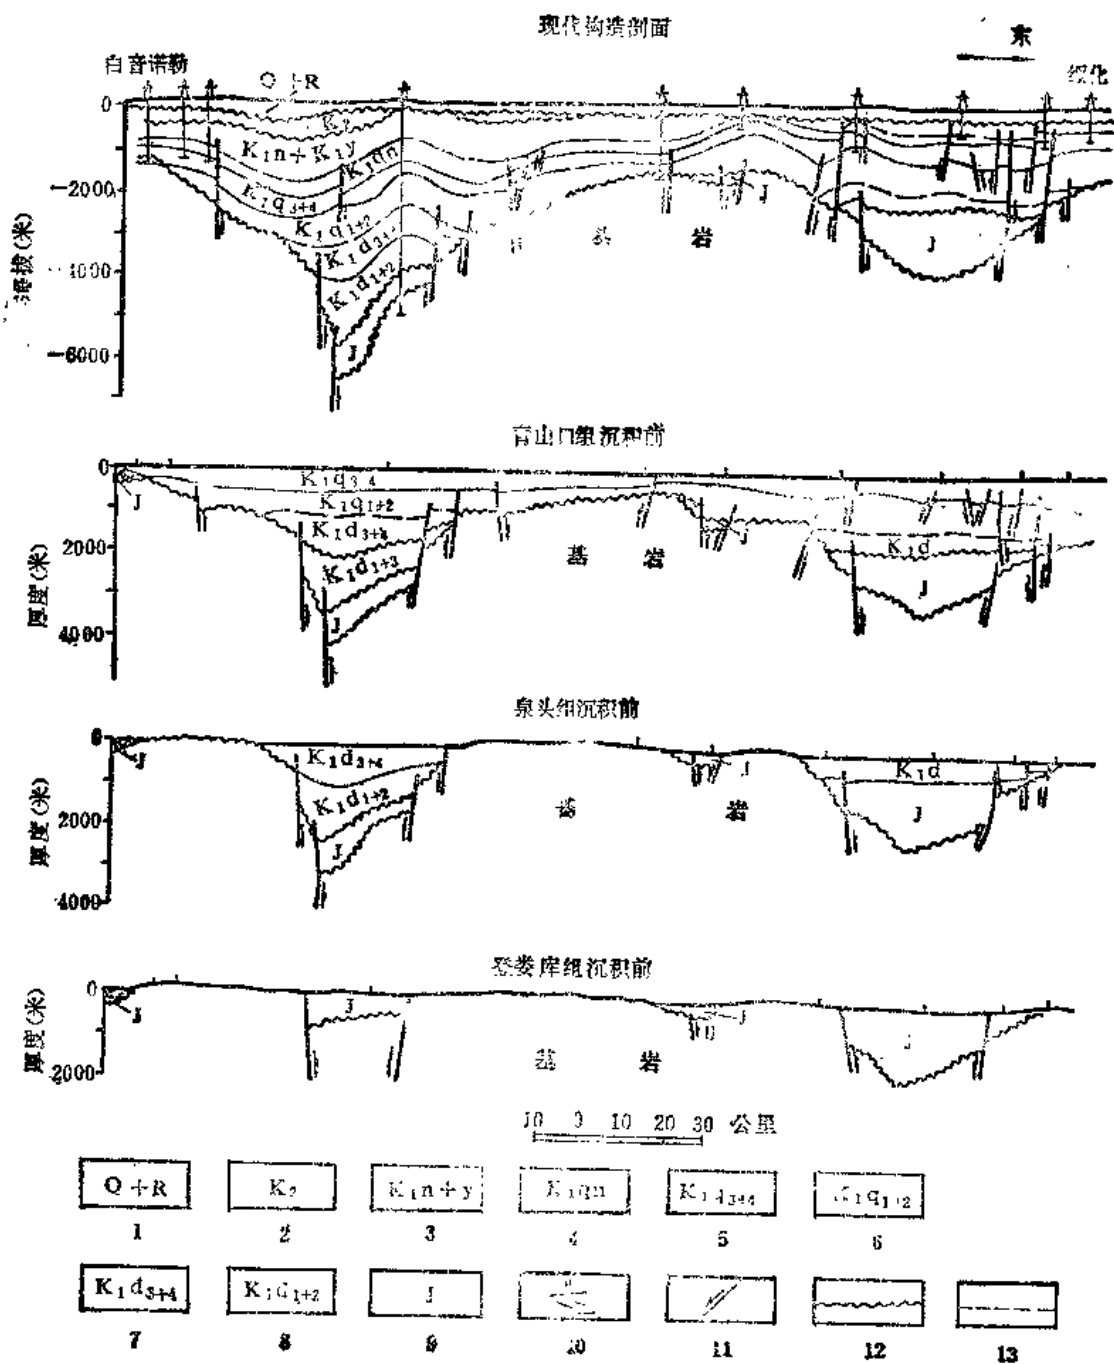 现代构造剖面
东
白音诺勒
绥化
Q+R
0
K₂
K₁n+K₁y
K₁qn
-2000
K₁q₃₊₄
J
K₁q₁₊₂
岩
J
K₁d₃₊₄
海拔(米)
-4000
K₁d₁₊₂
J
-6000
青山口组沉积前
0
K₁q₃₊₄
J
K₁q₁₊₂
K₁d₃₊₄
2000
K₁d
基岩
K₁d₁₊₃
J
J
4000
厚度(米)
泉头组沉积前
0
K₁d₃₊₄
J
J
K₁d
K₁d₁₊₂
2000
基岩
J
J
4000
厚度(米)
登娄库组沉积前
0
J
J
J
J
基岩
2000
厚度(米)
10 0 10 20 30 公里
Q+R
K₂
K₁n+y
K₁qn
K₁q₃₊₄
K₁q₁₊₂
1 2 3 4 5 6
K₁d₃₊₄
K₁d₁₊₂
J
7 8 9 10 11 12 13